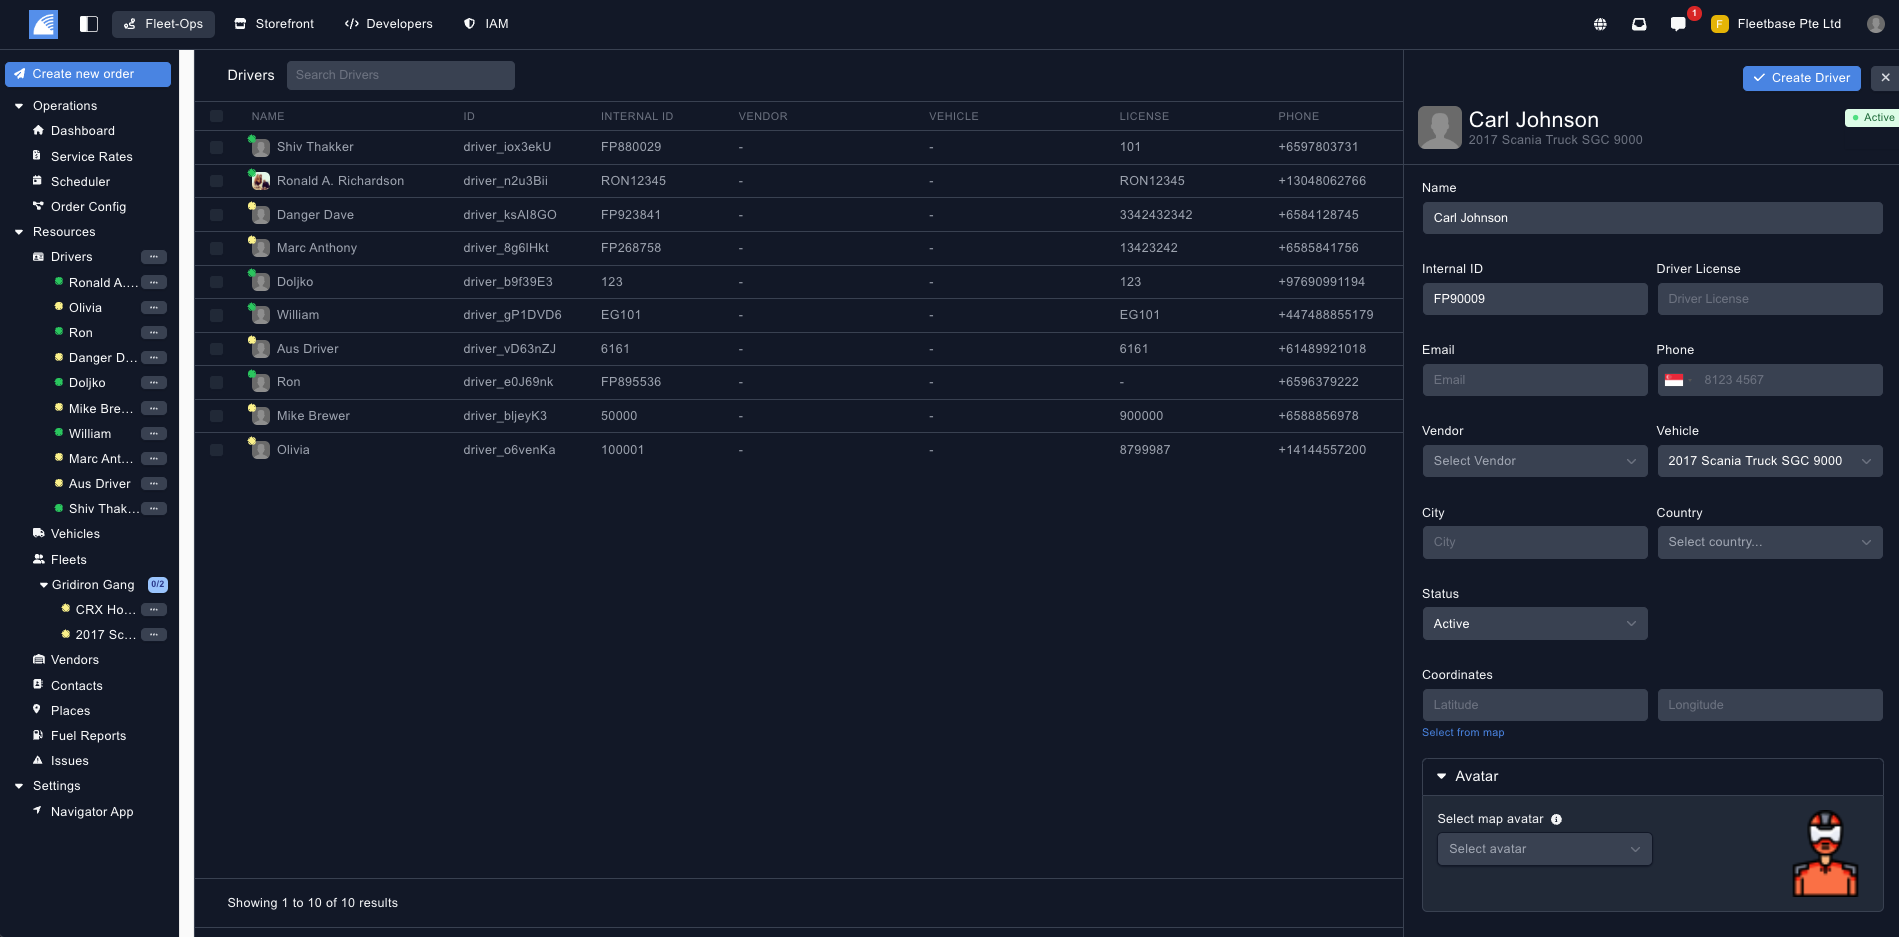 Fleet-Ops
Storefront
Developers
IAM
1
F
Fleetbase Pte Ltd
Create new order
Operations
Dashboard
Service Rates
Scheduler
Order Config
Resources
Drivers
Ronald A....
Olivia
Ron
Danger D...
Doljko
Mike Bre...
William
Marc Ant...
Aus Driver
Shiv Thak...
Vehicles
Fleets
Gridiron Gang 0/2
CRX Ho...
2017 Sc...
Vendors
Contacts
Places
Fuel Reports
Issues
Settings
Navigator App
Drivers Search Drivers
NAME ID INTERNAL ID VENDOR VEHICLE LICENSE PHONE
Shiv Thakker driver_iox3ekU FP880029 - - 101 +6597803731
Ronald A. Richardson driver_n2u3Bii RON12345 - - RON12345 +13048062766
Danger Dave driver_ksAI8GO FP923841 - - 3342432342 +6584128745
Marc Anthony driver_8g6lHkt FP268758 - - 13423242 +6585841756
Doljko driver_b9f39E3 123 - - 123 +97690991194
William driver_gP1DVD6 EG101 - - EG101 +447488855179
Aus Driver driver_vD63nZJ 6161 - - 6161 +61489921018
Ron driver_e0J69nk FP895536 - - - +6596379222
Mike Brewer driver_bljeyK3 50000 - - 900000 +6588856978
Olivia driver_o6venKa 100001 - - 8799987 +14144557200
Showing 1 to 10 of 10 results
Create Driver
Carl Johnson
2017 Scania Truck SGC 9000
Active
Name
Carl Johnson
Internal ID Driver License
FP90009 Driver License
Email Phone
Email 8123 4567
Vendor Vehicle
Select Vendor 2017 Scania Truck SGC 9000
City Country
City Select country...
Status
Active
Coordinates
Latitude Longitude
Select from map
Avatar
Select map avatar
Select avatar